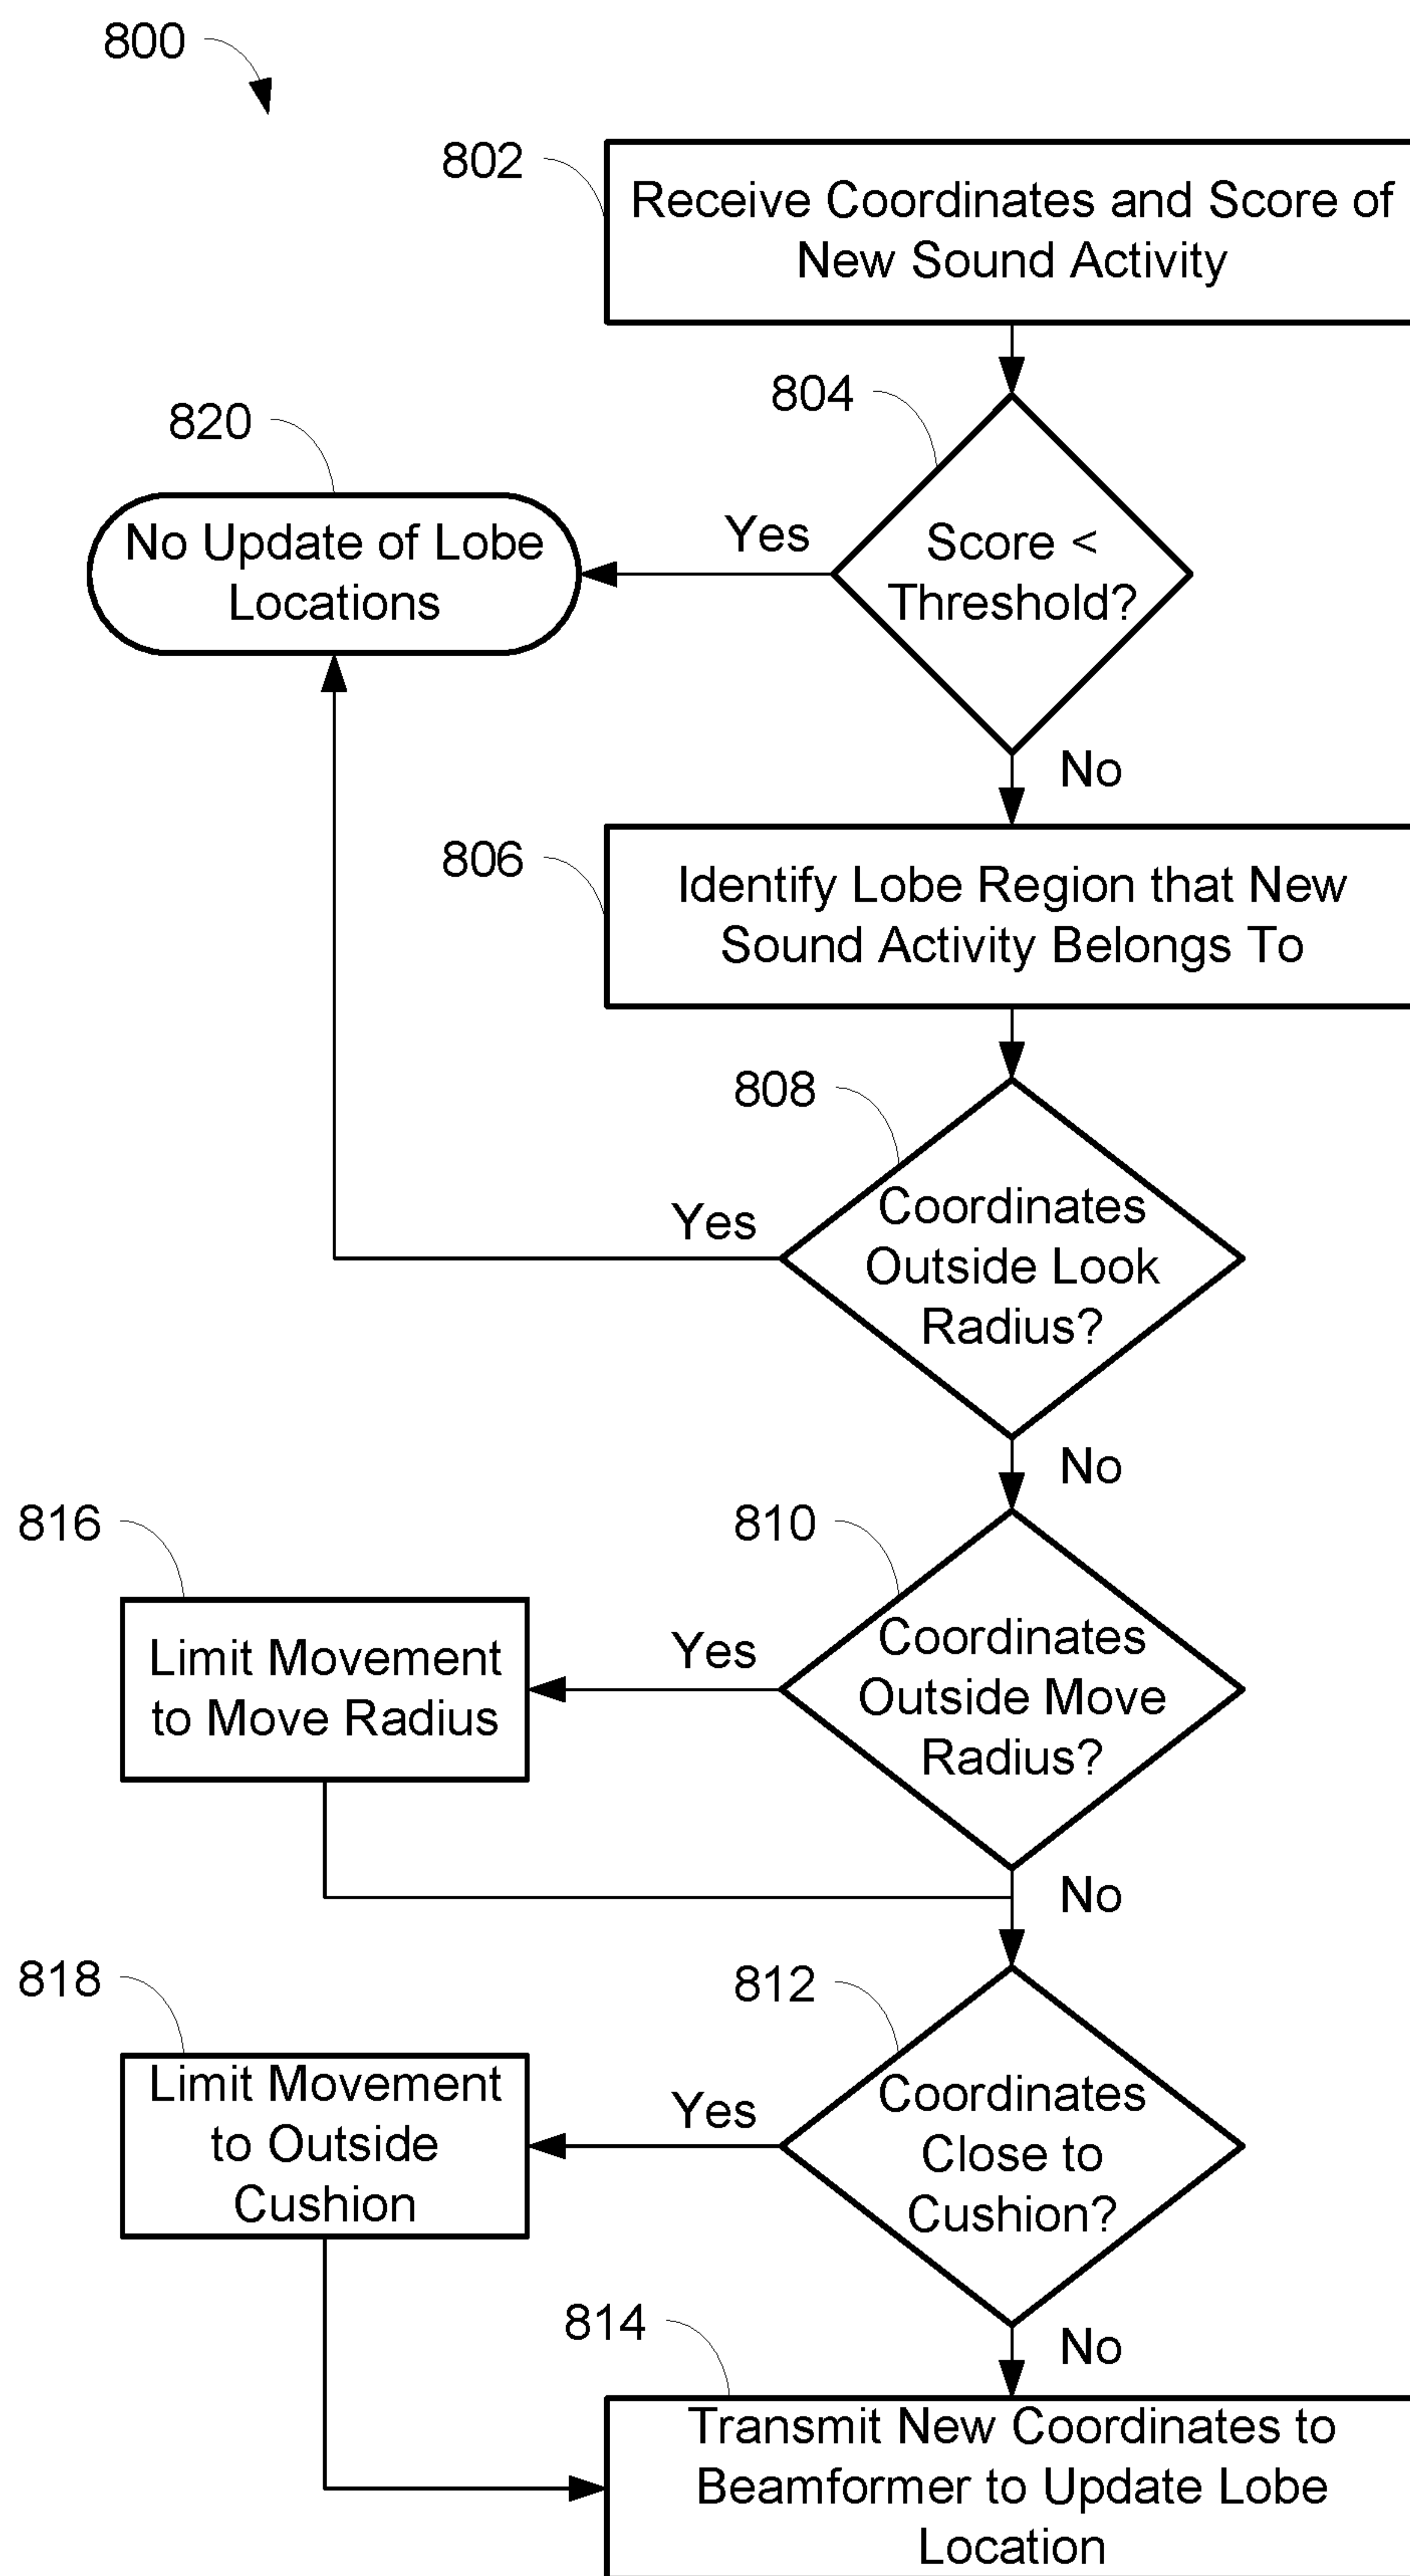 800
802
Receive Coordinates and Score of
New Sound Activity
804
820
No Update of Lobe
Locations
Yes
Score <
Threshold?
No
806
Identify Lobe Region that New
Sound Activity Belongs To
808
Yes
Coordinates
Outside Look
Radius?
No
816
810
Limit Movement
to Move Radius
Yes
Coordinates
Outside Move
Radius?
No
818
812
Limit Movement
to Outside
Cushion
Yes
Coordinates
Close to
Cushion?
814
No
Transmit New Coordinates to
Beamformer to Update Lobe
Location